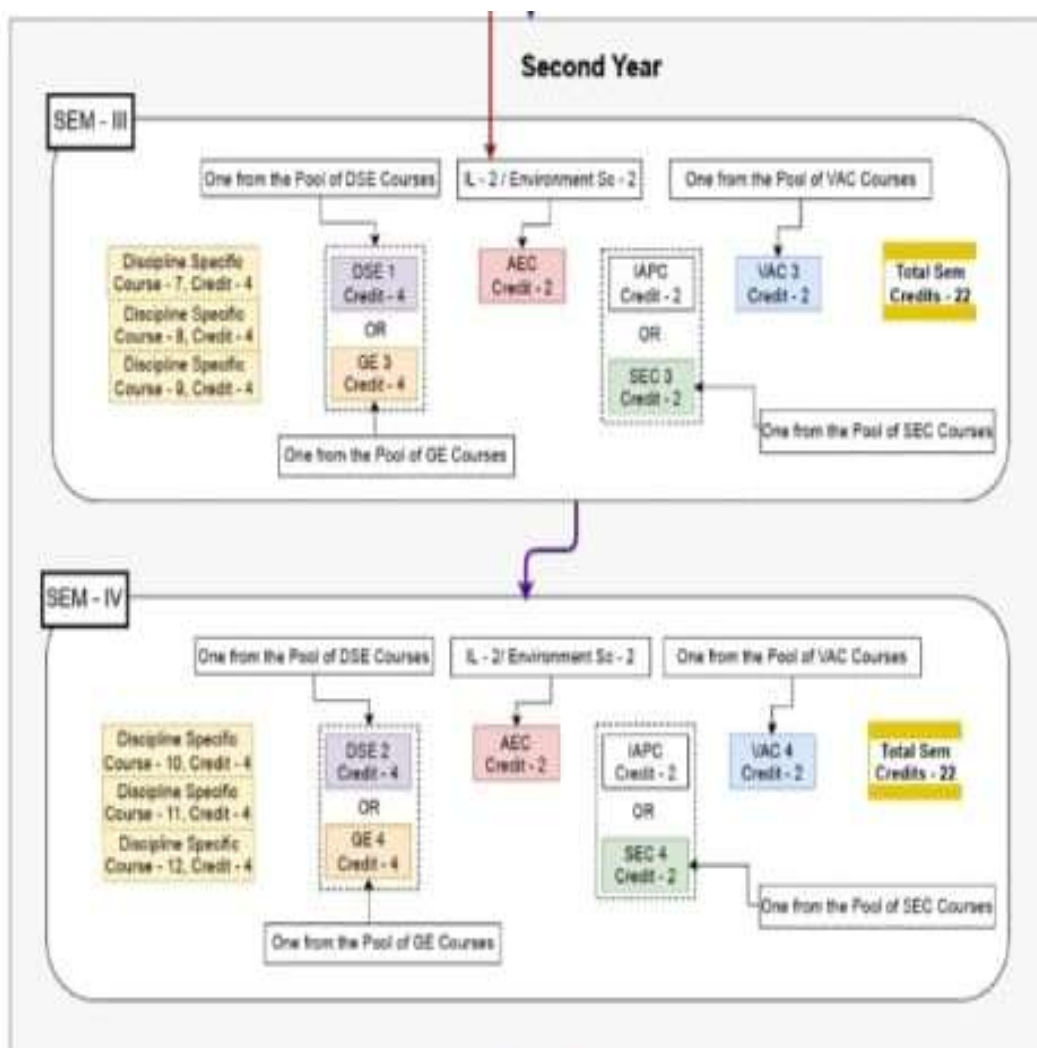 Second Year
SEM - III
One from the Pool of DSE Courses
IL - 2 / Environment Sc - 2
One from the Pool of VAC Courses
Discipline Specific
Course - 7, Credit - 4
Discipline Specific
Course - 8, Credit - 4
Discipline Specific
Course - 9, Credit - 4
DSE 1
Credit - 4
OR
GE 3
Credit - 4
AEC
Credit - 2
IAPC
Credit - 2
OR
SEC 3
Credit - 2
VAC 3
Credit - 2
Total Sem
Credits - 22
One from the Pool of GE Courses
One from the Pool of SEC Courses
SEM - IV
One from the Pool of DSE Courses
IL - 2/ Environment Sc - 2
One from the Pool of VAC Courses
Discipline Specific
Course - 10, Credit - 4
Discipline Specific
Course - 11, Credit - 4
Discipline Specific
Course - 12, Credit - 4
DSE 2
Credit - 4
OR
GE 4
Credit - 4
AEC
Credit - 2
IAPC
Credit - 2
OR
SEC 4
Credit - 2
VAC 4
Credit - 2
Total Sem
Credits - 22
One from the Pool of GE Courses
One from the Pool of SEC Courses